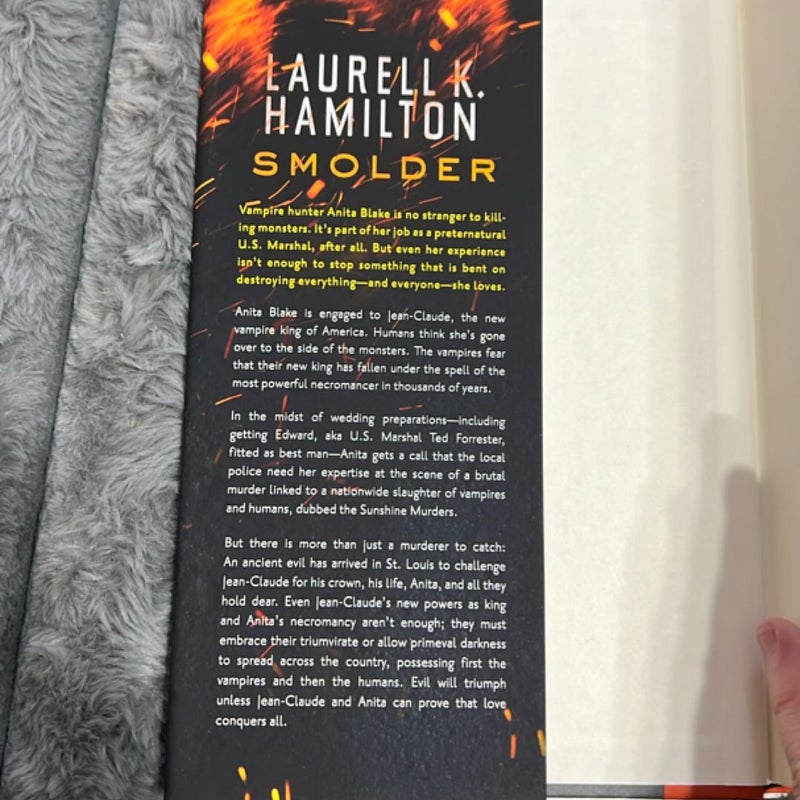 LAURELL K.
HAMILTON
SMOLDER
Vampire hunter Anita Blake is no stranger to kill-
ing monsters. It's part of her job as a preternatural
U.S. Marshal, after all. But even her experience
isn't enough to stop something that is bent on
destroying everything—and everyone—she loves.
Anita Blake is engaged to Jean-Claude, the new
vampire king of America. Humans think she's gone
over to the side of the monsters. The vampires fear
that their new king has fallen under the spell of the
most powerful necromancer in thousands of years.
In the midst of wedding preparations—including
getting Edward, aka U.S. Marshal Ted Forrester,
fitted as best man—Anita gets a call that the local
police need her expertise at the scene of a brutal
murder linked to a nationwide slaughter of vampires
and humans, dubbed the Sunshine Murders.
But there is more than just a murderer to catch:
An ancient evil has arrived in St. Louis to challenge
Jean-Claude for his crown, his life, Anita, and all they
hold dear. Even Jean-Claude's new powers as king
and Anita's necromancy aren't enough; they must
embrace their triumvirate or allow primeval darkness
to spread across the country, possessing first the
vampires and then the humans. Evil will triumph
unless Jean-Claude and Anita can prove that love
conquers all.